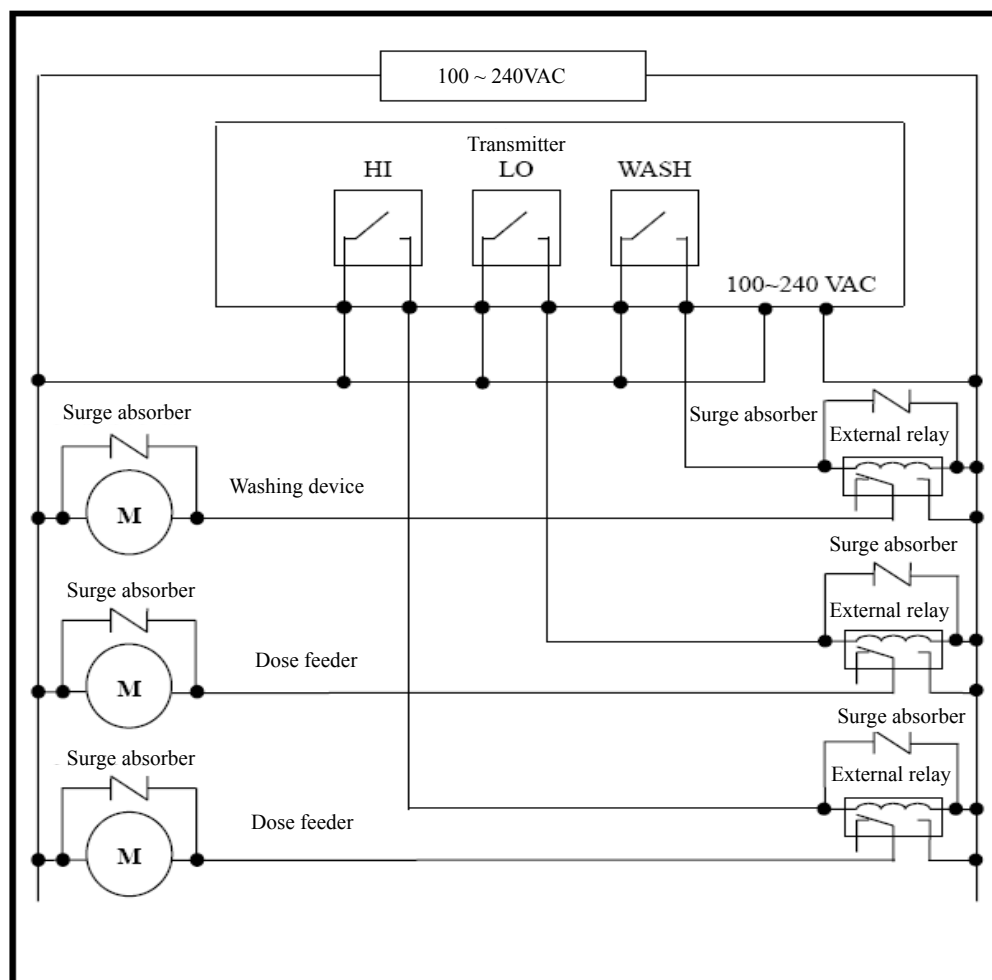 100 ~ 240VAC
Transmitter
HI
LO
WASH
100~240 VAC
Surge absorber
Surge absorber
External relay
Washing device
M
Surge absorber
Surge absorber
External relay
Dose feeder
M
Surge absorber
Surge absorber
External relay
Dose feeder
M